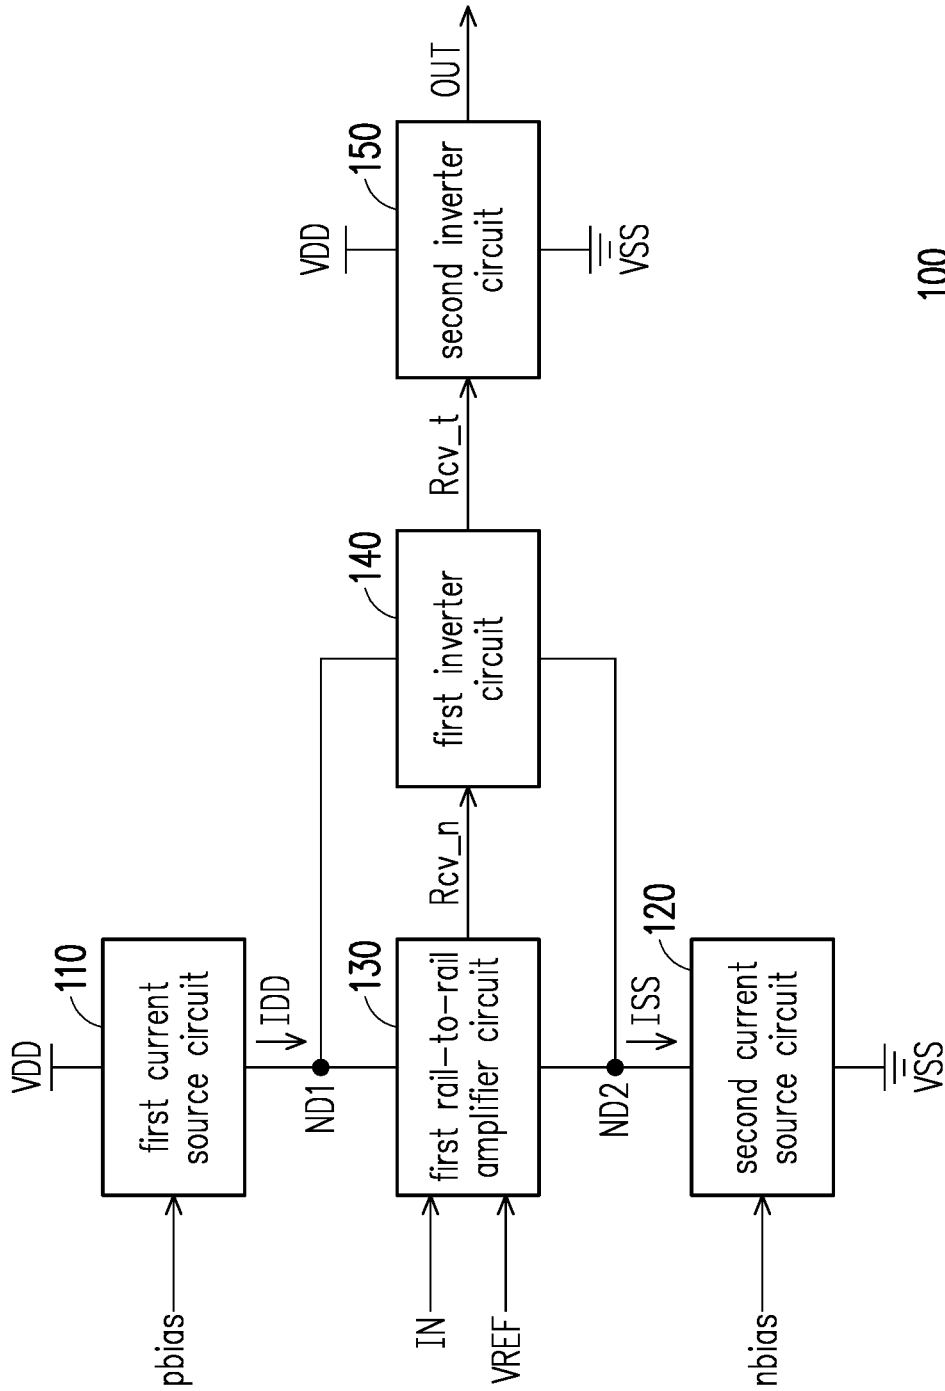 VDD
110
pbias
first current
source circuit
IDD
ND1
130
140
VDD
150
IN
VREF
first rail-to-rail
amplifier circuit
Rcv_n
first inverter
circuit
Rcv_t
second inverter
circuit
OUT
VSS
ND2
ISS
120
nbias
second current
source circuit
VSS
100